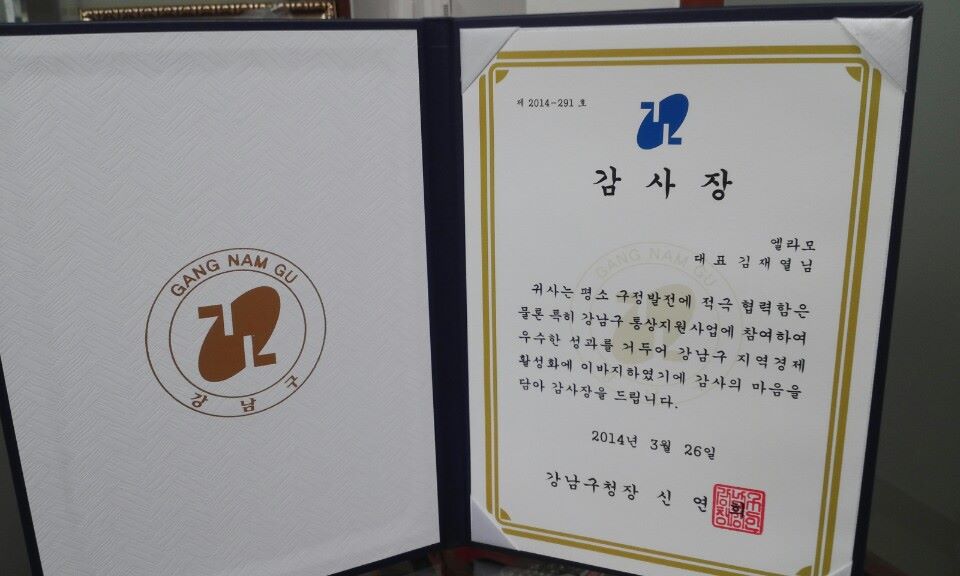 GANG NAM GU
강 남 구
제 2014-291 호
감 사 장
엘라모
대 표 김 재 열 님
귀사는 평소 구정발전에 적극 협력함은
물론 특히 강남구 통상지원사업에 참여하여
우수한 성과를 거두어 강남구 지역경제
활성화에 이바지하였기에 감사의 마음을
담아 감사장을 드립니다.
2014년 3월 26일
강남구청장 신 연 희
GANG NAM GU